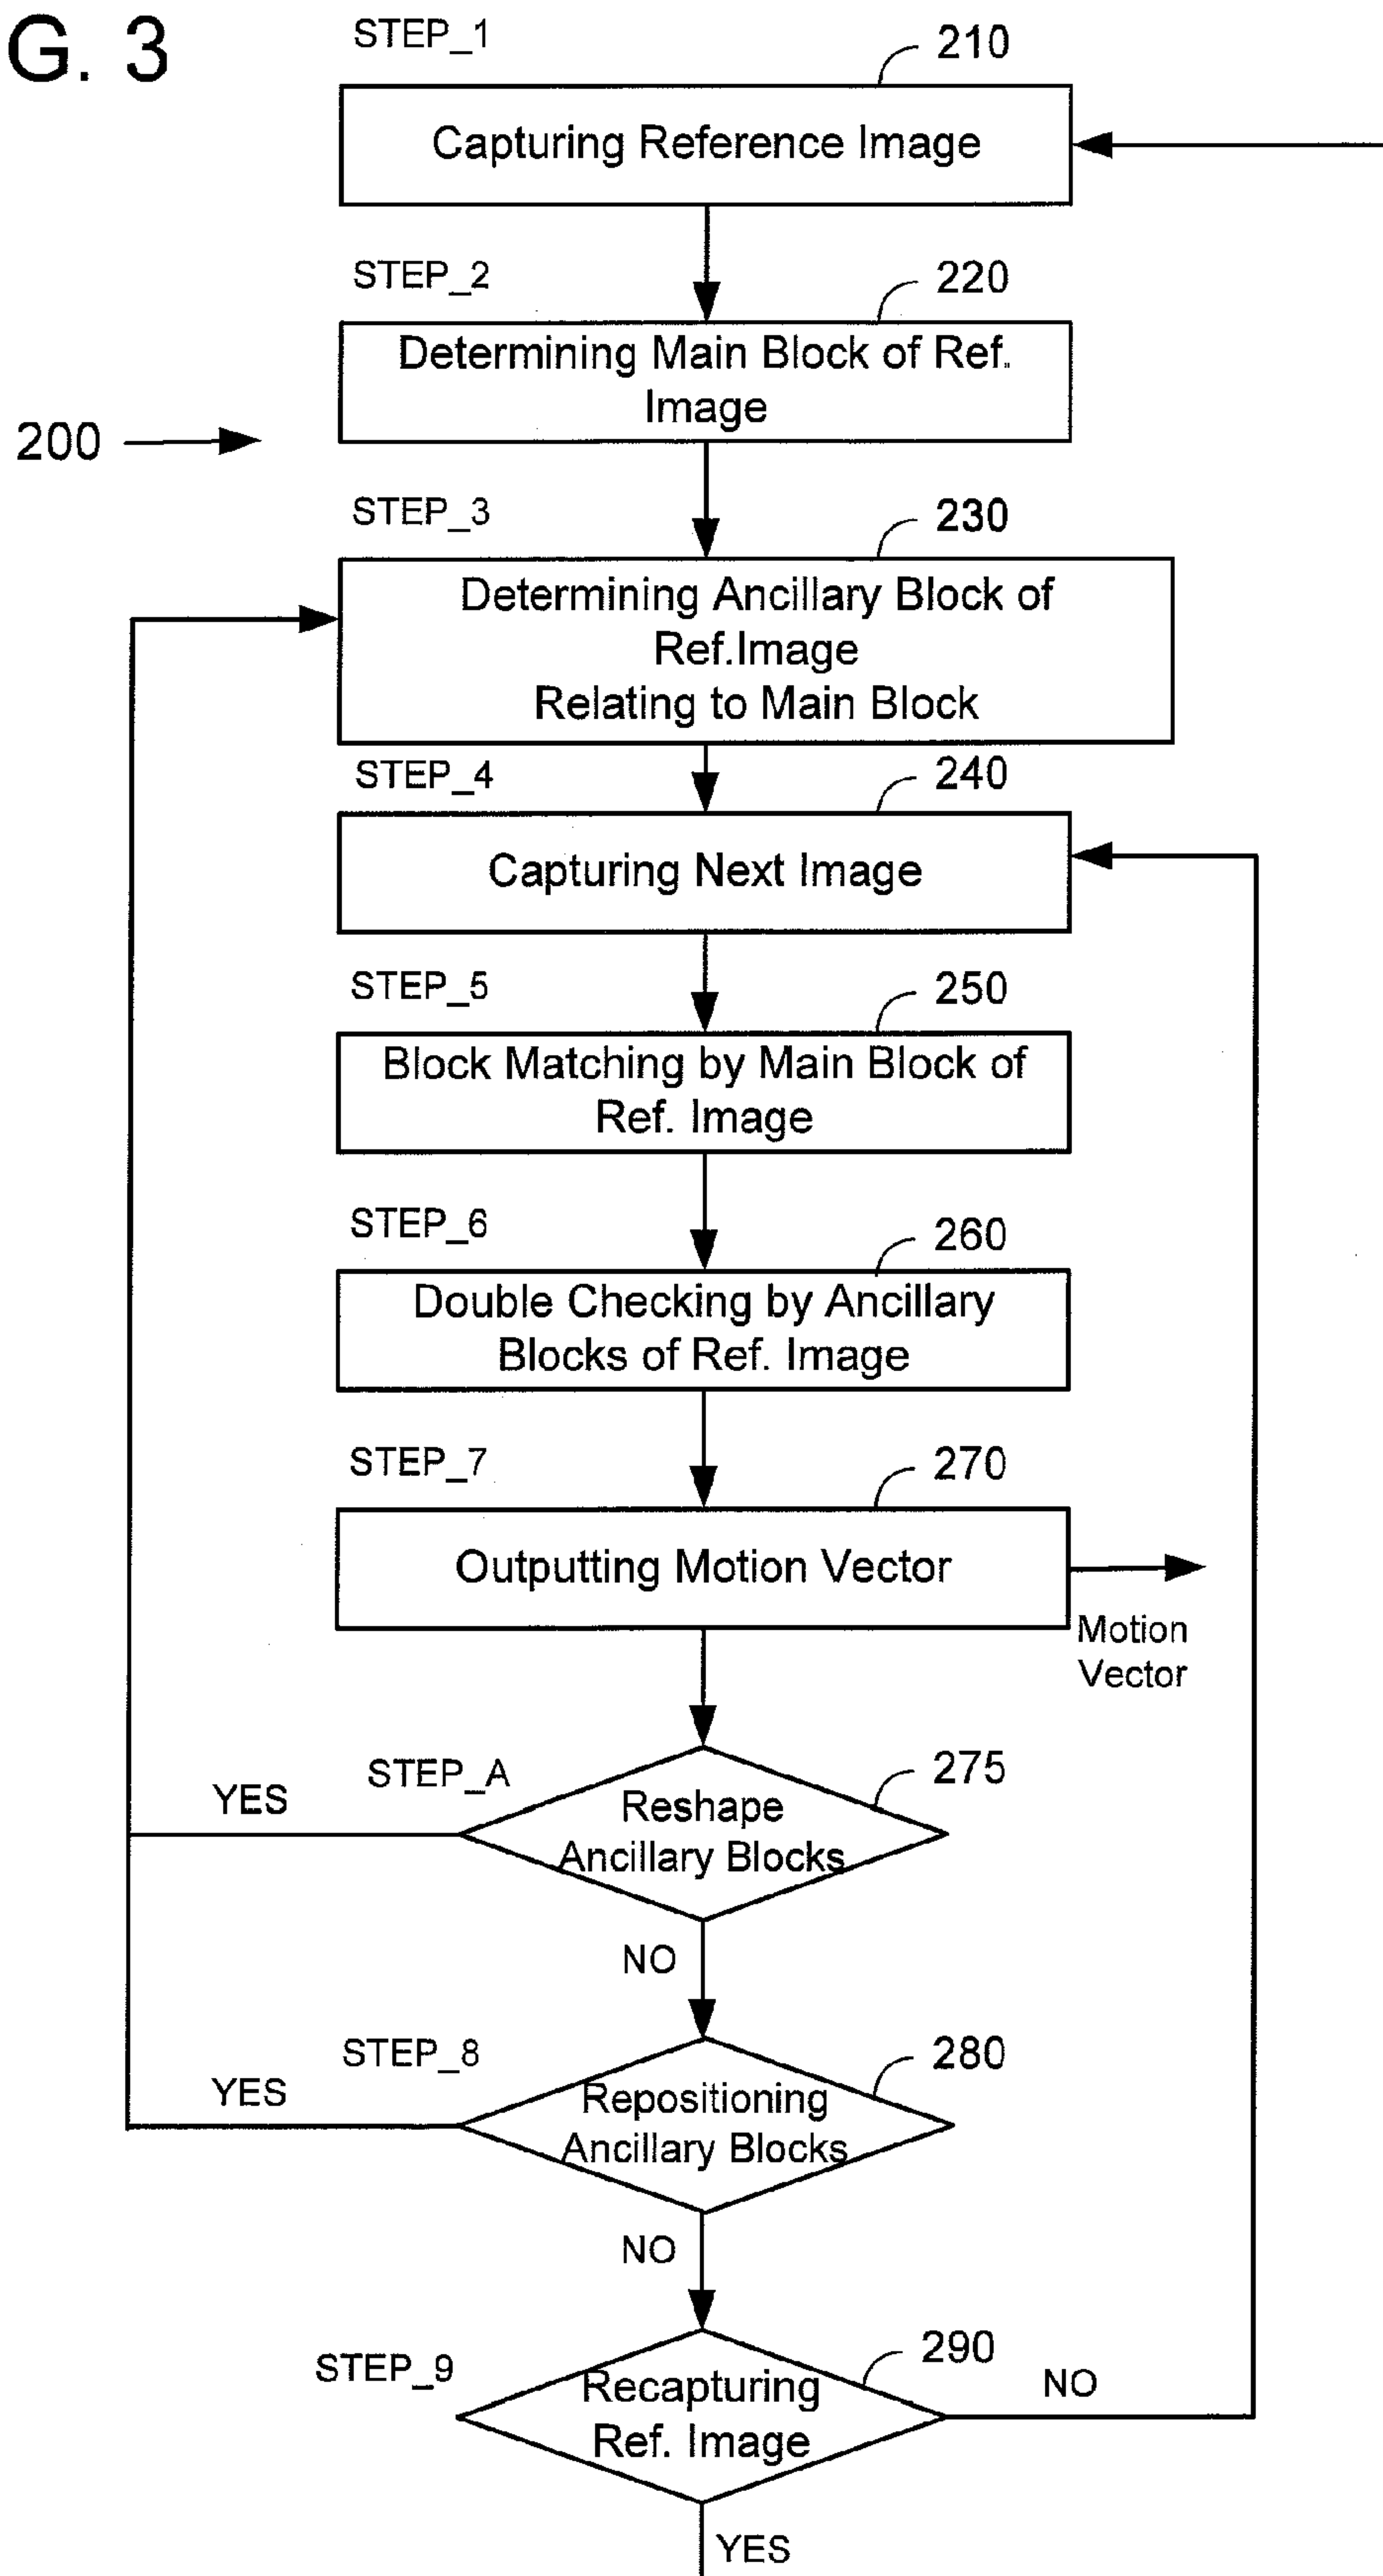 G. 3
STEP_1
210
Capturing Reference Image
STEP_2
220
Determining Main Block of Ref.
Image
200
STEP_3
230
Determining Ancillary Block of
Ref.Image
Relating to Main Block
STEP_4
240
Capturing Next Image
STEP_5
250
Block Matching by Main Block of
Ref. Image
STEP_6
260
Double Checking by Ancillary
Blocks of Ref. Image
STEP_7
270
Outputting Motion Vector
Motion
Vector
STEP_A
275
YES
Reshape
Ancillary Blocks
NO
STEP_8
280
YES
Repositioning
Ancillary Blocks
NO
STEP_9
290
Recapturing
Ref. Image
NO
YES